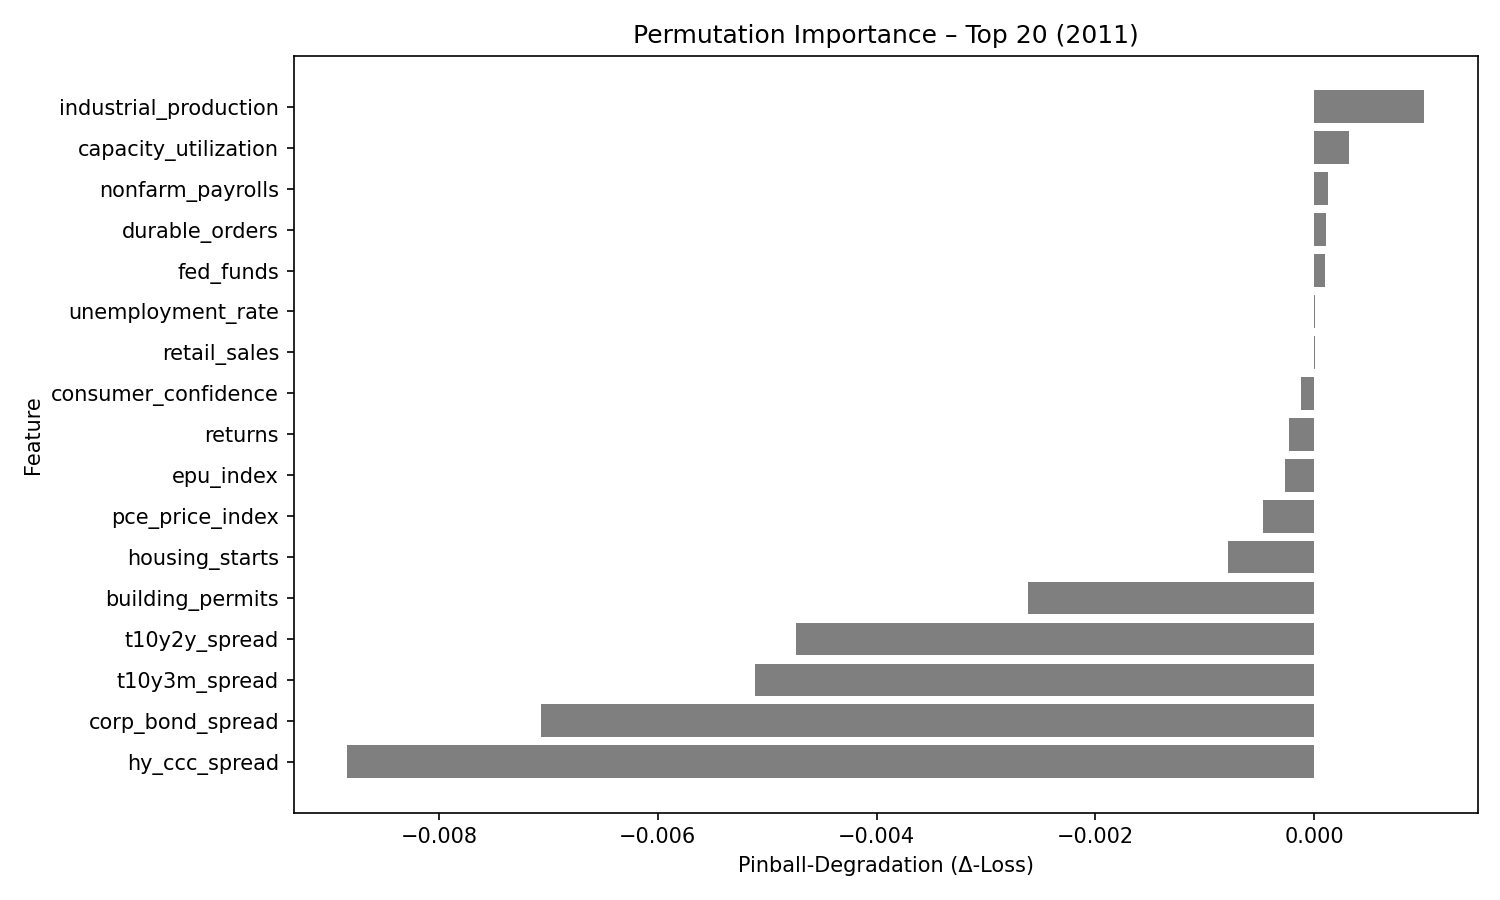 Permutation Importance – Top 20 (2011)
Feature
industrial_production
capacity_utilization
nonfarm_payrolls
durable_orders
fed_funds
unemployment_rate
retail_sales
consumer_confidence
returns
epu_index
pce_price_index
housing_starts
building_permits
t10y2y_spread
t10y3m_spread
corp_bond_spread
hy_ccc_spread
−0.008 −0.006 −0.004 −0.002 0.000
Pinball-Degradation (Δ-Loss)